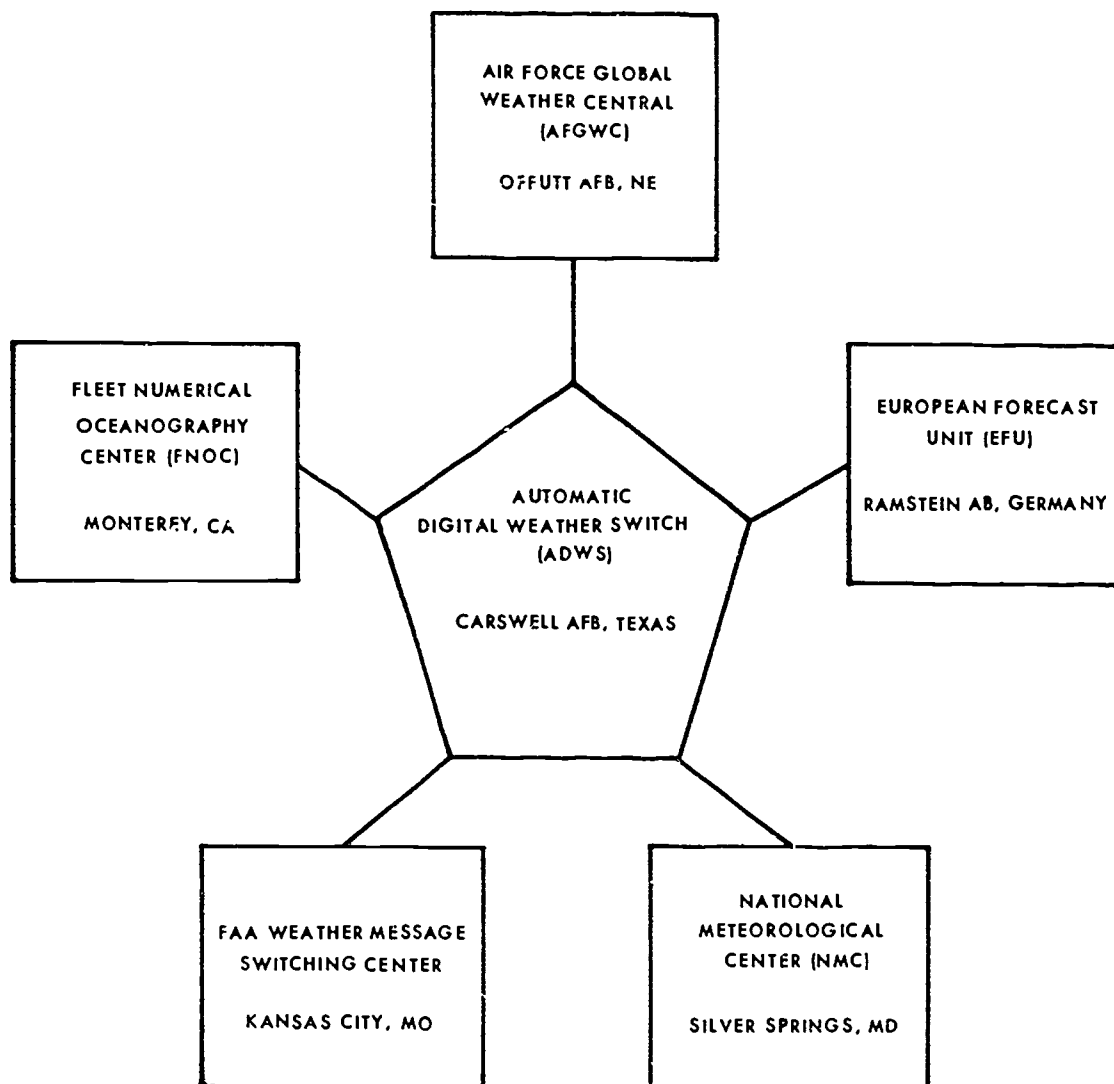 AIR FORCE GLOBAL
WEATHER CENTRAL
(AFGWC)
OFFUTT AFB, NE
FLEET NUMERICAL
OCEANOGRAPHY
CENTER (FNOC)
MONTEREY, CA
EUROPEAN FORECAST
UNIT (EFU)
RAMSTEIN AB, GERMANY
AUTOMATIC
DIGITAL WEATHER SWITCH
(ADWS)
CARSWELL AFB, TEXAS
FAA WEATHER MESSAGE
SWITCHING CENTER
KANSAS CITY, MO
NATIONAL
METEOROLOGICAL
CENTER (NMC)
SILVER SPRINGS, MD